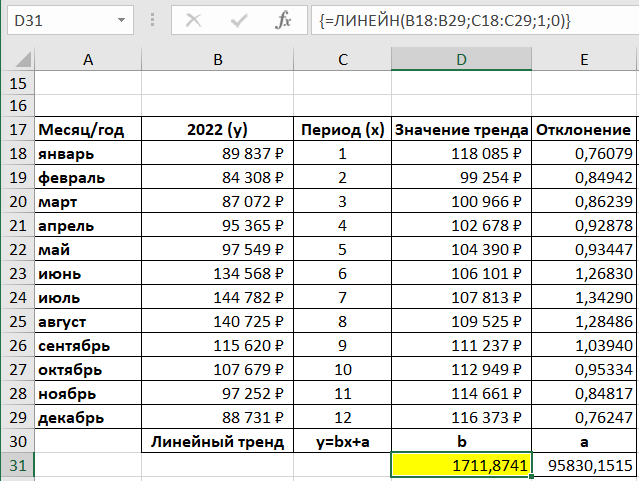 D31 fx {=ЛИНЕЙН(B18:B29;C18:C29;1;0)}
A B C D E
15
16
17 Месяц/год 2022 (y) Период (x) Значение тренда Отклонение
18 январь 89 837 ₽ 1 118 085 ₽ 0,76079
19 февраль 84 308 ₽ 2 99 254 ₽ 0,84942
20 март 87 072 ₽ 3 100 966 ₽ 0,86239
21 апрель 95 365 ₽ 4 102 678 ₽ 0,92878
22 май 97 549 ₽ 5 104 390 ₽ 0,93447
23 июнь 134 568 ₽ 6 106 101 ₽ 1,26830
24 июль 144 782 ₽ 7 107 813 ₽ 1,34290
25 август 140 725 ₽ 8 109 525 ₽ 1,28486
26 сентябрь 115 620 ₽ 9 111 237 ₽ 1,03940
27 октябрь 107 679 ₽ 10 112 949 ₽ 0,95334
28 ноябрь 97 252 ₽ 11 114 661 ₽ 0,84817
29 декабрь 88 731 ₽ 12 116 373 ₽ 0,76247
30 Линейный тренд y=bx+a b a
31 1711,8741 95830,1515